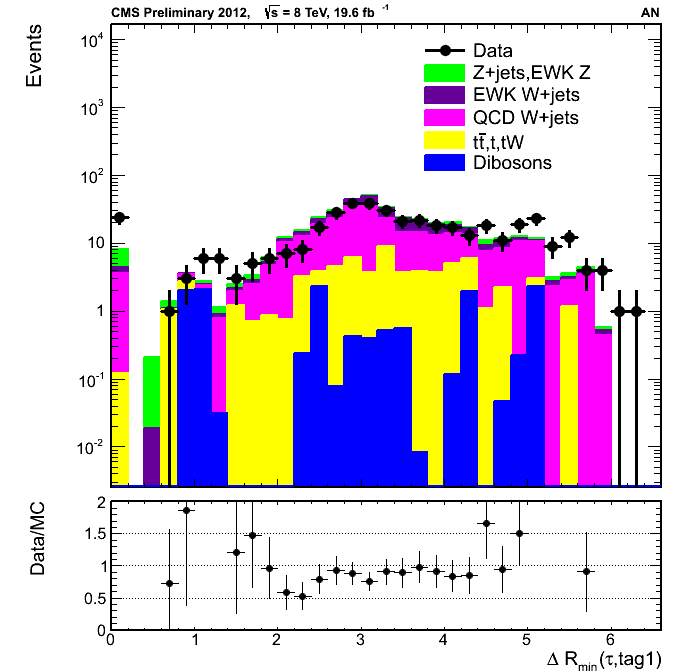 CMS Preliminary 2012, √s = 8 TeV, 19.6 fb⁻¹ AN
Events
10⁴
10³
10²
10
1
10⁻¹
10⁻²
Data
Z+jets,EWK Z
EWK W+jets
QCD W+jets
tt̄,t,tW
Dibosons
Data/MC
2
1.5
1
0.5
0
0 1 2 3 4 5 6
Δ R_min(τ,tag1)